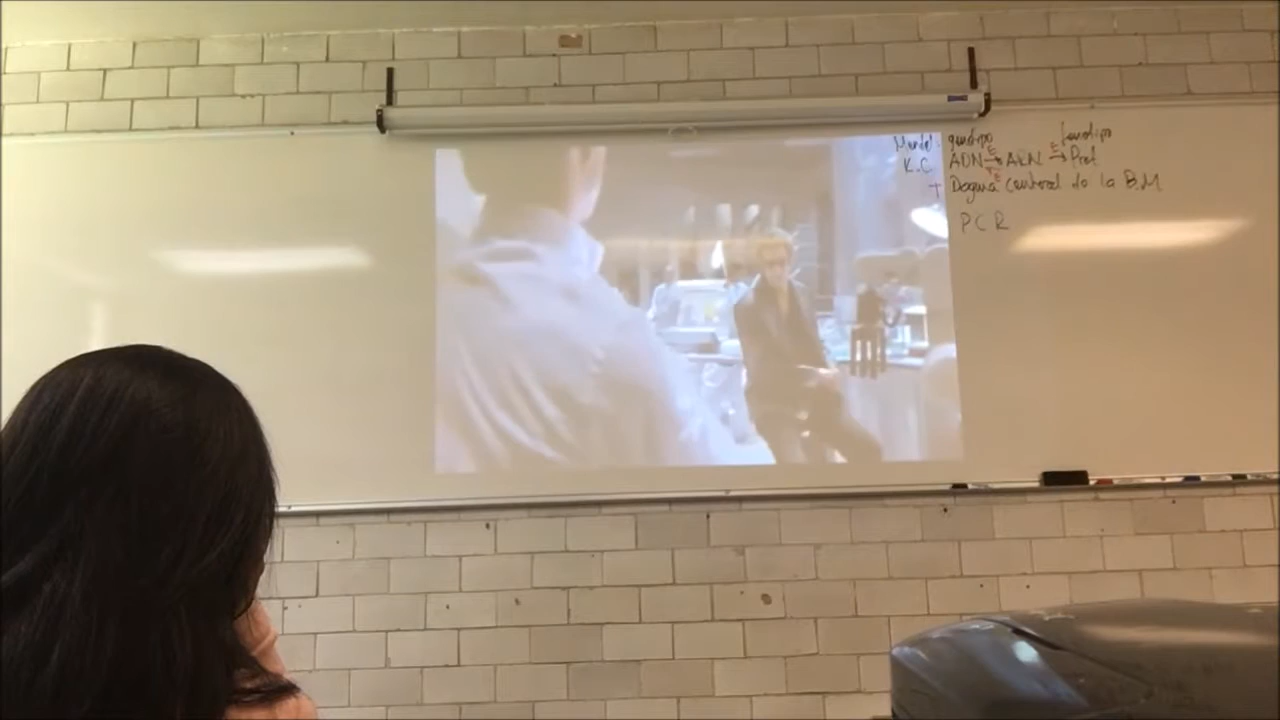 Mendel: genotipo fenotipo
K.C. ADN → ARN → Prot
T Dogma central de la B.M
PCR